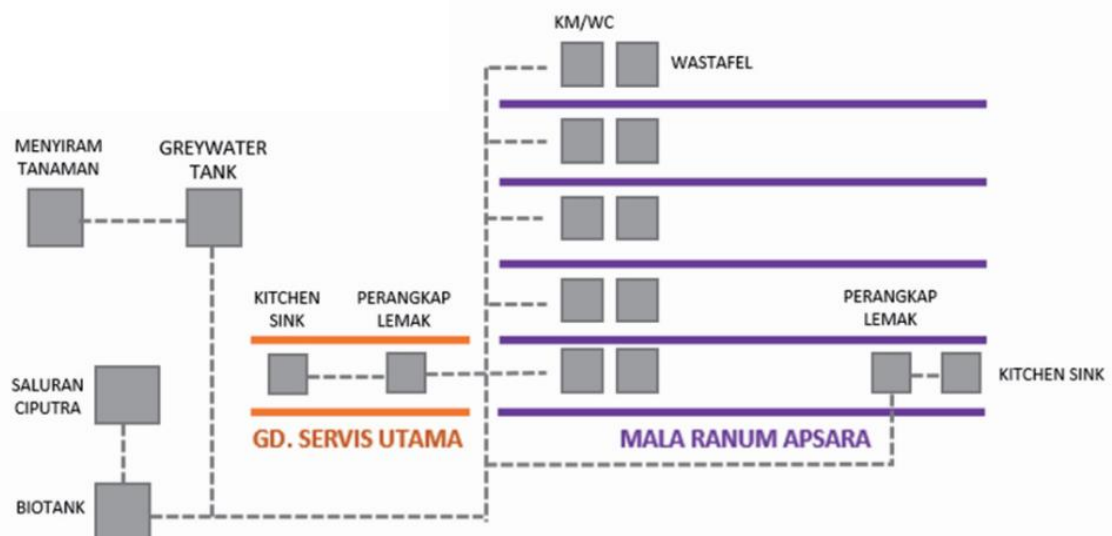 KM/WC
WASTAFEL
MENYIRAM
TANAMAN
GREYWATER
TANK
KITCHEN
SINK
PERANGKAP
LEMAK
PERANGKAP
LEMAK
SALURAN
CIPUTRA
KITCHEN SINK
GD. SERVIS UTAMA
MALA RANUM APSARA
BIOTANK